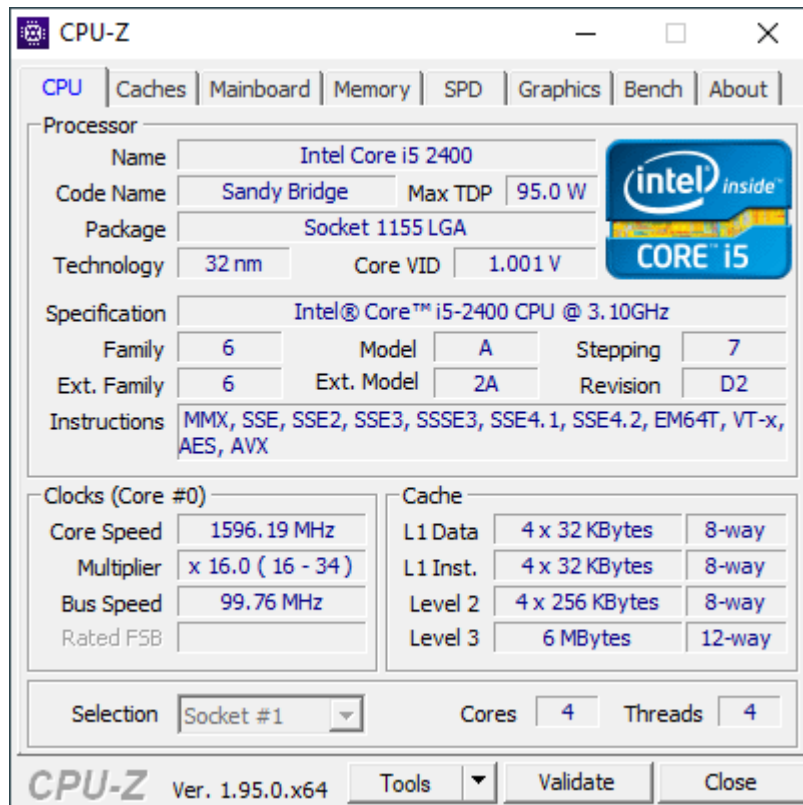 CPU-Z
CPU Caches Mainboard Memory SPD Graphics Bench About
Processor
Name Intel Core i5 2400
Code Name Sandy Bridge Max TDP 95.0 W
Package Socket 1155 LGA
Technology 32 nm Core VID 1.001 V
intel inside™
CORE™ i5
Specification Intel® Core™ i5-2400 CPU @ 3.10GHz
Family 6 Model A Stepping 7
Ext. Family 6 Ext. Model 2A Revision D2
Instructions MMX, SSE, SSE2, SSE3, SSSE3, SSE4.1, SSE4.2, EM64T, VT-x,
AES, AVX
Clocks (Core #0)
Core Speed 1596.19 MHz
Multiplier x 16.0 ( 16 - 34 )
Bus Speed 99.76 MHz
Rated FSB
Cache
L1 Data 4 x 32 KBytes 8-way
L1 Inst. 4 x 32 KBytes 8-way
Level 2 4 x 256 KBytes 8-way
Level 3 6 MBytes 12-way
Selection Socket #1 Cores 4 Threads 4
CPU-Z Ver. 1.95.0.x64 Tools Validate Close